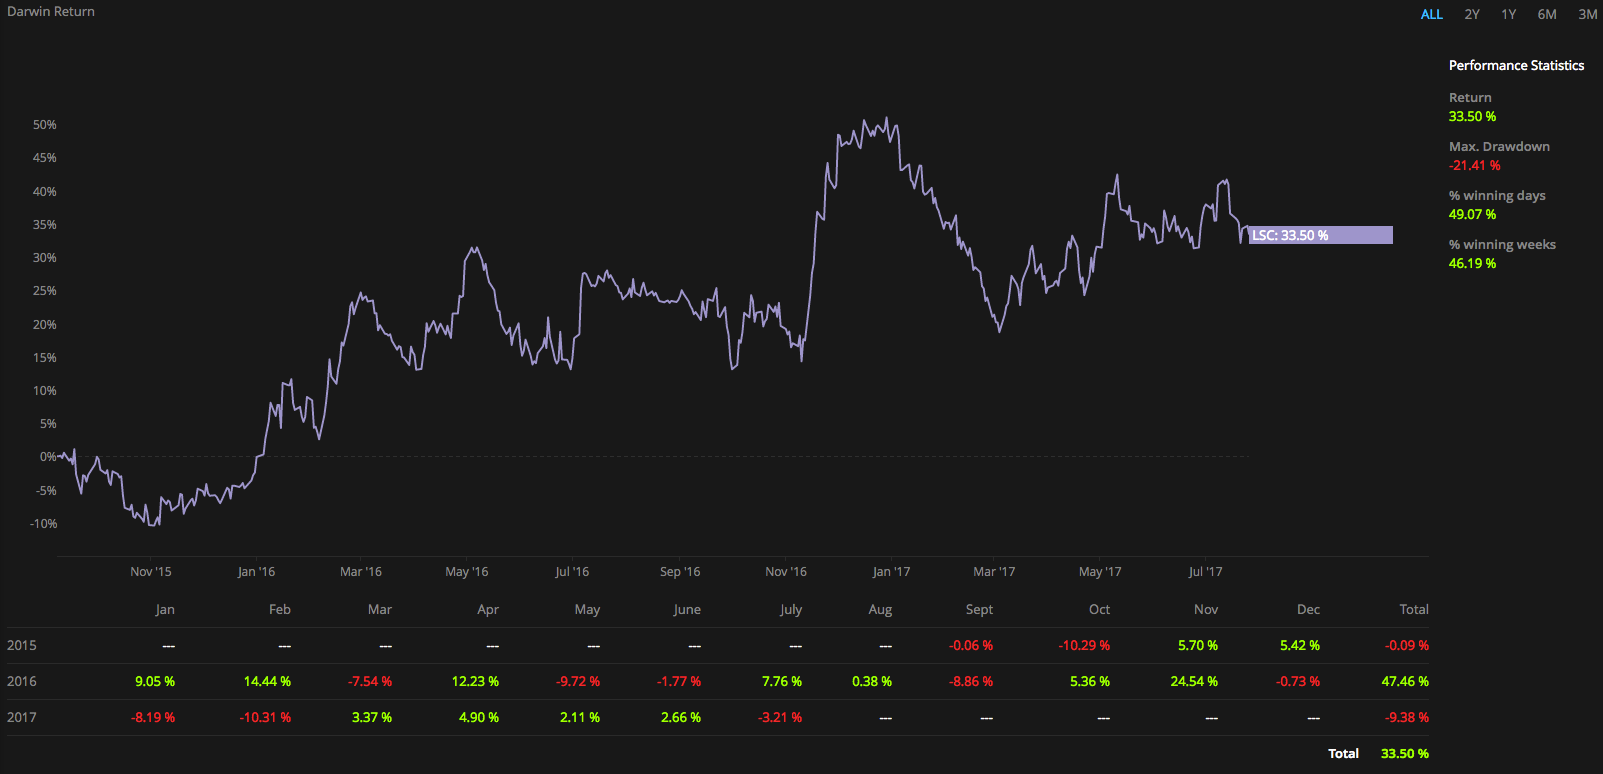 Darwin Return
ALL 2Y 1Y 6M 3M
Performance Statistics
Return
33.50 %
Max. Drawdown
-21.41 %
% winning days
49.07 %
% winning weeks
46.19 %
50%
45%
40%
35%
30%
25%
20%
15%
10%
5%
0%
-5%
-10%
LSC: 33.50 %
Nov '15 Jan '16 Mar '16 May '16 Jul '16 Sep '16 Nov '16 Jan '17 Mar '17 May '17 Jul '17
Jan Feb Mar Apr May June July Aug Sept Oct Nov Dec Total
2015 --- --- --- --- --- --- --- --- -0.06 % -10.29 % 5.70 % 5.42 % -0.09 %
2016 9.05 % 14.44 % -7.54 % 12.23 % -9.72 % -1.77 % 7.76 % 0.38 % -8.86 % 5.36 % 24.54 % -0.73 % 47.46 %
2017 -8.19 % -10.31 % 3.37 % 4.90 % 2.11 % 2.66 % -3.21 % --- --- --- --- --- -9.38 %
Total 33.50 %